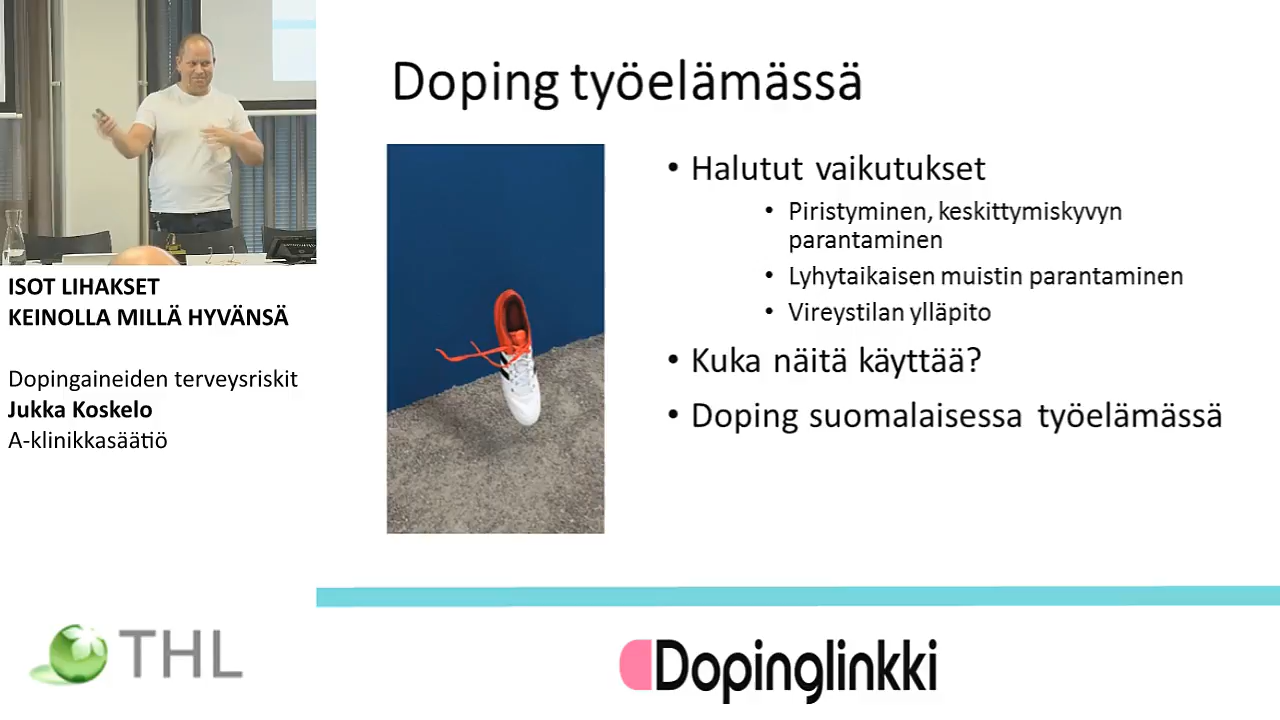 ISOT LIHAKSET
KEINOLLA MILLÄ HYVÄNSÄ
Dopingaineiden terveysriskit
Jukka Koskelo
A-klinikkasäätiö
THL
Doping työelämässä
• Halutut vaikutukset
• Piristyminen, keskittymiskyvyn
parantaminen
• Lyhytaikaisen muistin parantaminen
• Vireystilan ylläpito
• Kuka näitä käyttää?
• Doping suomalaisessa työelämässä
Dopinglinkki